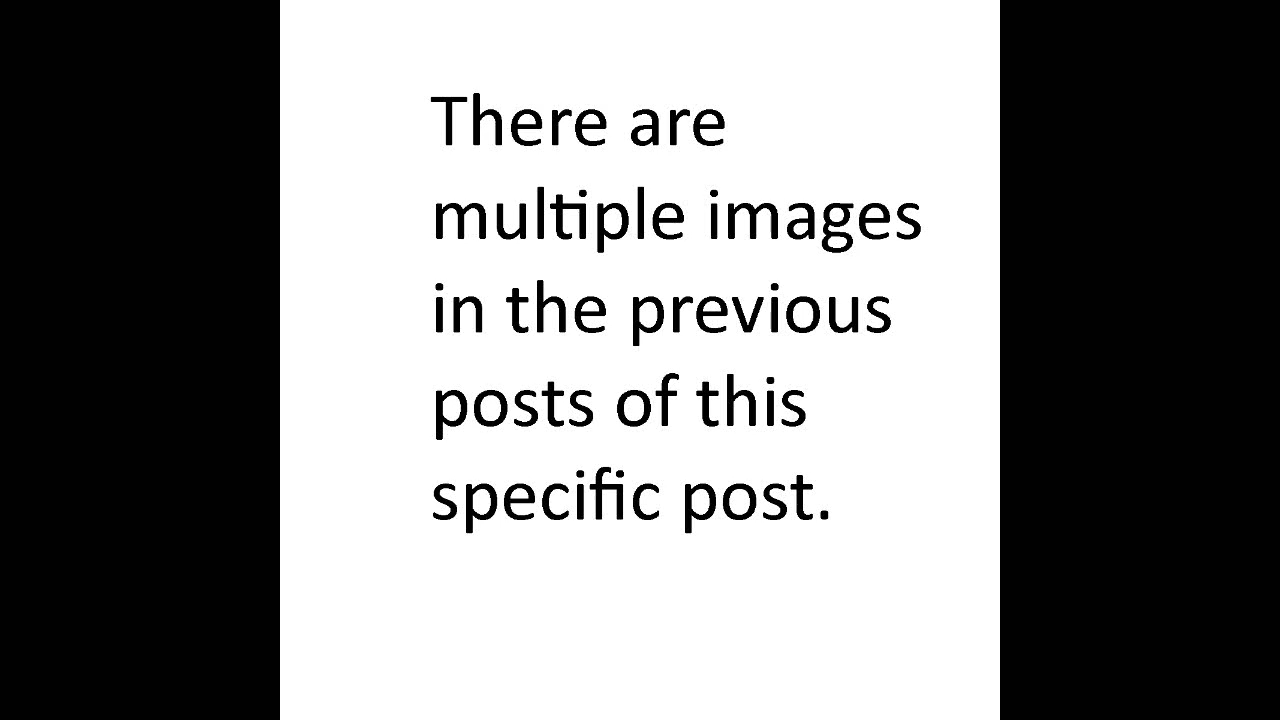 There are
multiple images
in the previous
posts of this
specific post.